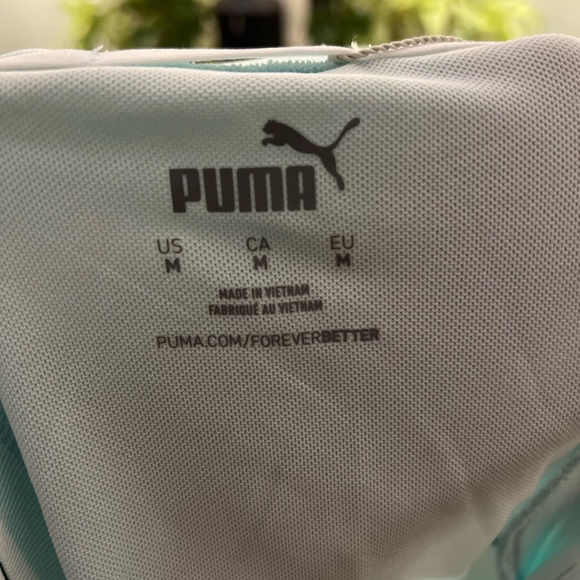 PUMA
US CA EU
M M M
MADE IN VIETNAM
FABRIQUÉ AU VIETNAM
PUMA.COM/FOREVERBETTER